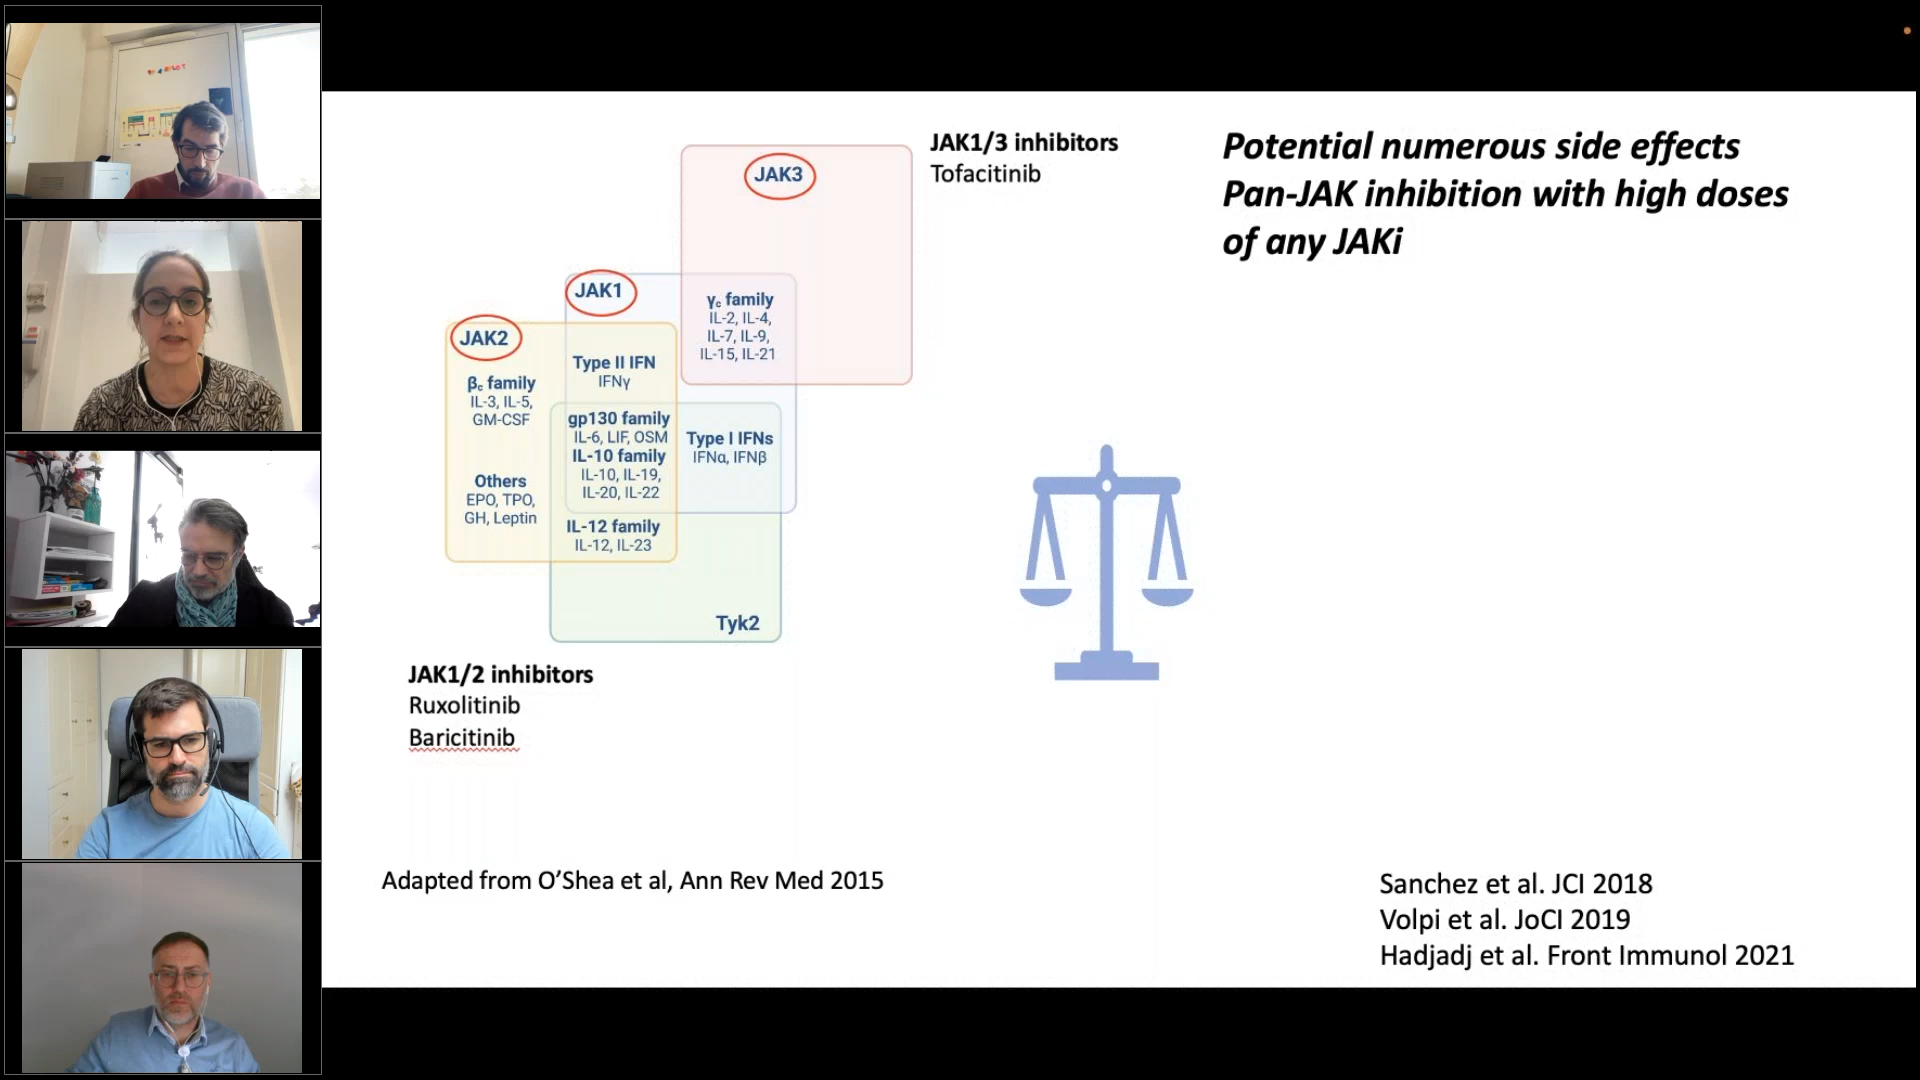 JAK3
JAK1/3 inhibitors
Tofacitinib
Potential numerous side effects
Pan-JAK inhibition with high doses
of any JAKi
JAK1
γc family
IL-2, IL-4,
IL-7, IL-9,
IL-15, IL-21
JAK2
Type II IFN
IFNγ
βc family
IL-3, IL-5,
GM-CSF
gp130 family
IL-6, LIF, OSM
IL-10 family
IL-10, IL-19,
IL-20, IL-22
Type I IFNs
IFNα, IFNβ
Others
EPO, TPO,
GH, Leptin
IL-12 family
IL-12, IL-23
Tyk2
JAK1/2 inhibitors
Ruxolitinib
Baricitinib
Adapted from O’Shea et al, Ann Rev Med 2015
Sanchez et al. JCI 2018
Volpi et al. JoCI 2019
Hadjadj et al. Front Immunol 2021